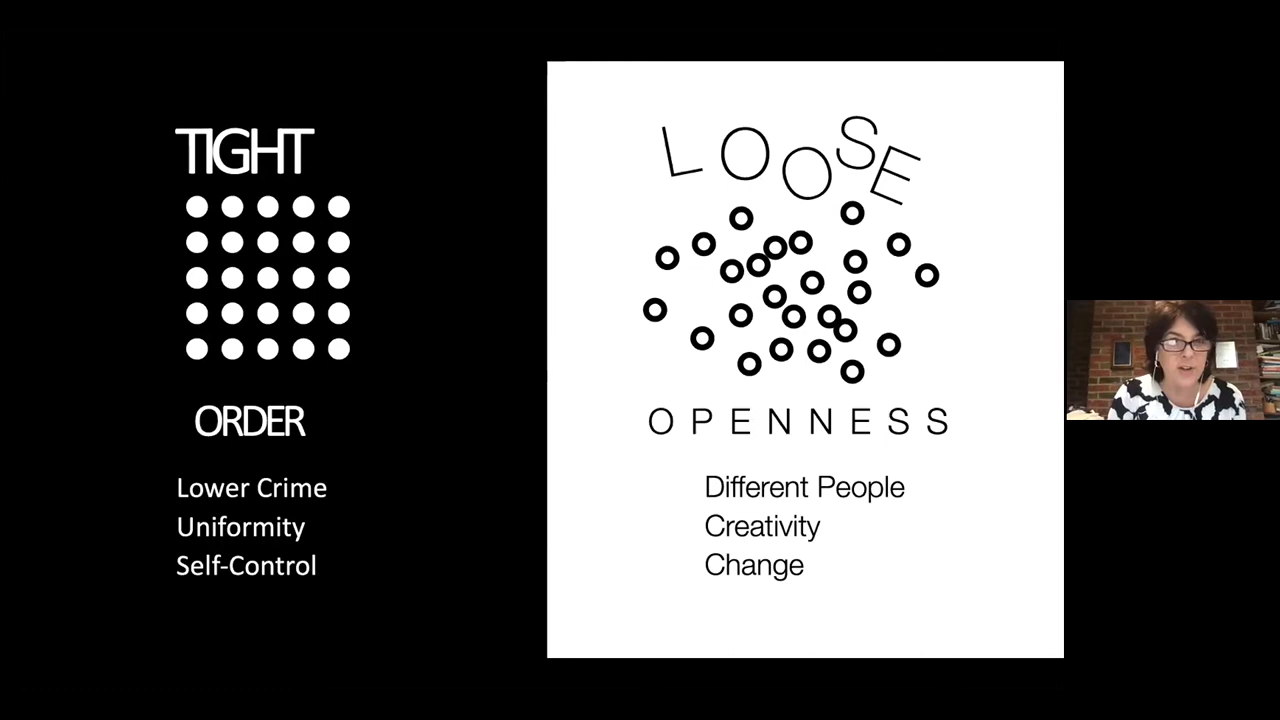 TIGHT
ORDER
Lower Crime
Uniformity
Self-Control
LOOSE
OPENNESS
Different People
Creativity
Change